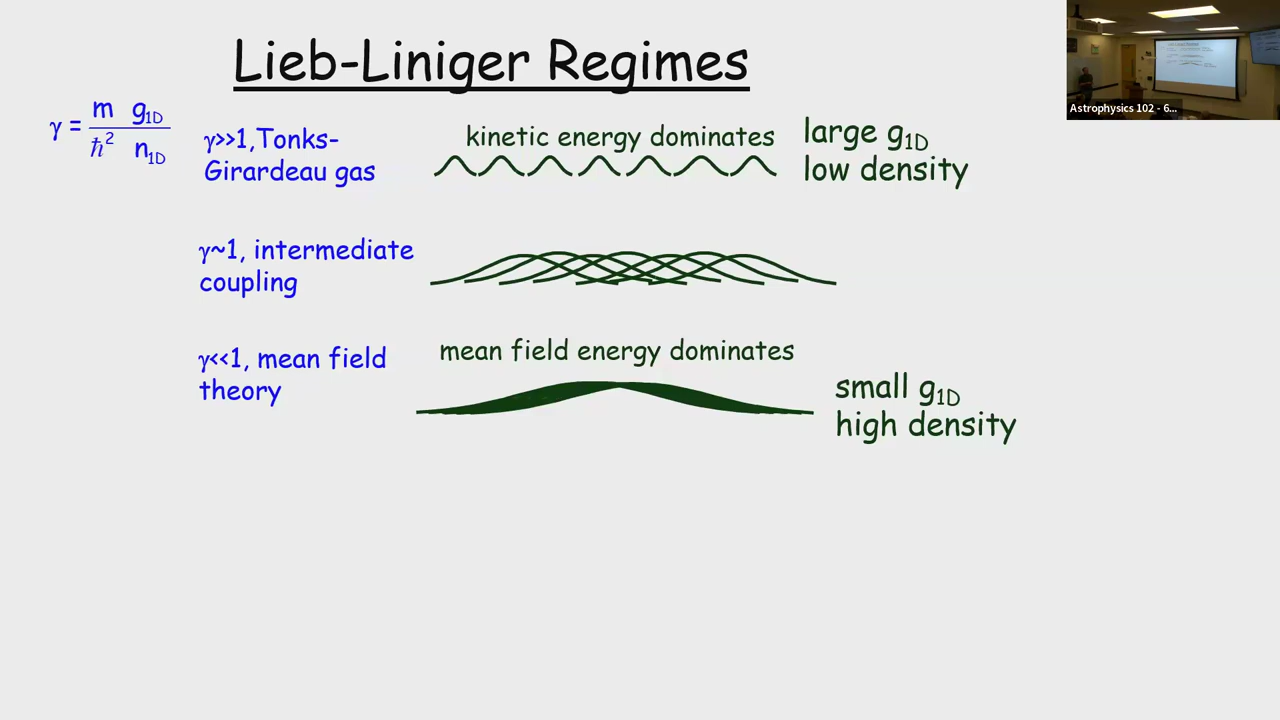 Lieb-Liniger Regimes
γ = m g1D / ħ² n1D
γ>>1,Tonks-
Girardeau gas
kinetic energy dominates
large g1D
low density
γ~1, intermediate
coupling
γ<<1, mean field
theory
mean field energy dominates
small g1D
high density
Astrophysics 102 - 6...